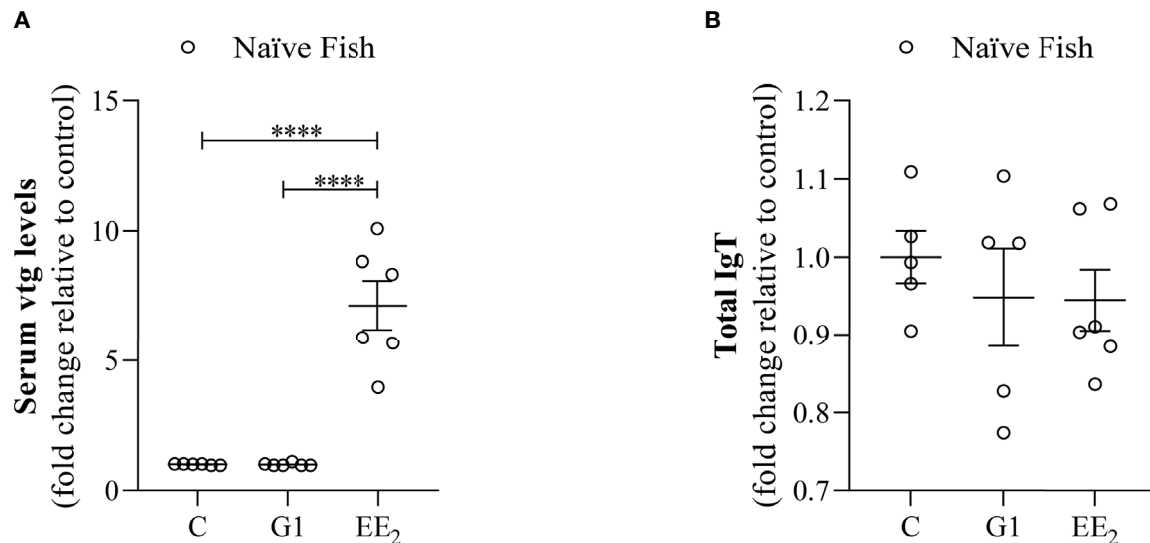 A
Naïve Fish
Serum vtg levels
(fold change relative to control)
15
10
5
0
****
****
C G1 EE₂
B
Naïve Fish
Total IgT
(fold change relative to control)
1.2
1.1
1.0
0.9
0.8
0.7
C G1 EE₂